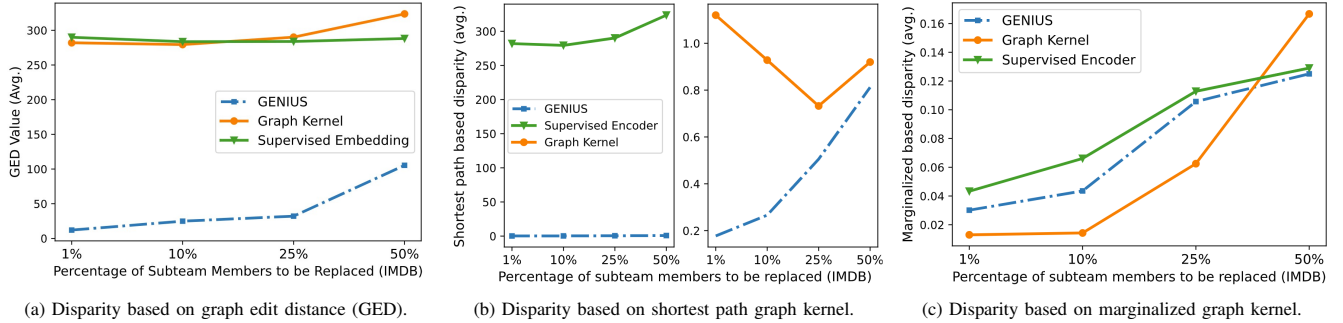 GED Value (Avg.)
300
250
200
150
100
50
0
GENIUS
Graph Kernel
Supervised Embedding
1%
10%
25%
50%
Percentage of Subteam Members to be Replaced (IMDB)
(a) Disparity based on graph edit distance (GED).
Shortest path based disparity (avg.)
300
250
200
150
100
50
0
GENIUS
Supervised Encoder
Graph Kernel
1%
10%
25%
50%
1.0
0.8
0.6
0.4
0.2
1%
10%
25%
50%
Percentage of subteam members to be replaced (IMDB)
(b) Disparity based on shortest path graph kernel.
Marginalized based disparity (avg.)
0.16
0.14
0.12
0.10
0.08
0.06
0.04
0.02
GENIUS
Graph Kernel
Supervised Encoder
1%
10%
25%
50%
Percentage of subteam members to be replaced (IMDB)
(c) Disparity based on marginalized graph kernel.